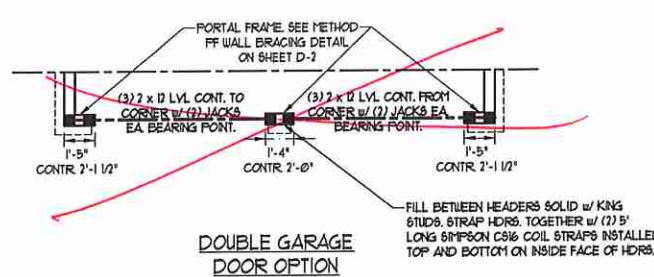 PORTAL FRAME. SEE METHOD
PF WALL BRACING DETAIL
ON SHEET D-2
(3) 2 x 12 LVL CONT. TO
CORNER w/ (2) JACKS
EA. BEARING POINT.
(3) 2 x 12 LVL CONT. FROM
CORNER w/ (2) JACKS EA.
BEARING POINT.
1'-5"
CONTR. 2'-1 1/2"
1'-4"
CONTR. 2'-0"
1'-5"
CONTR. 2'-1 1/2"
FILL BETWEEN HEADERS SOLID w/ KING
STUDS. STRAP HDRS. TOGETHER w/ (2) 5'
LONG SIMPSON CS16 COIL STRAPS INSTALLED
TOP AND BOTTOM ON INSIDE FACE OF HDRS.
DOUBLE GARAGE
DOOR OPTION